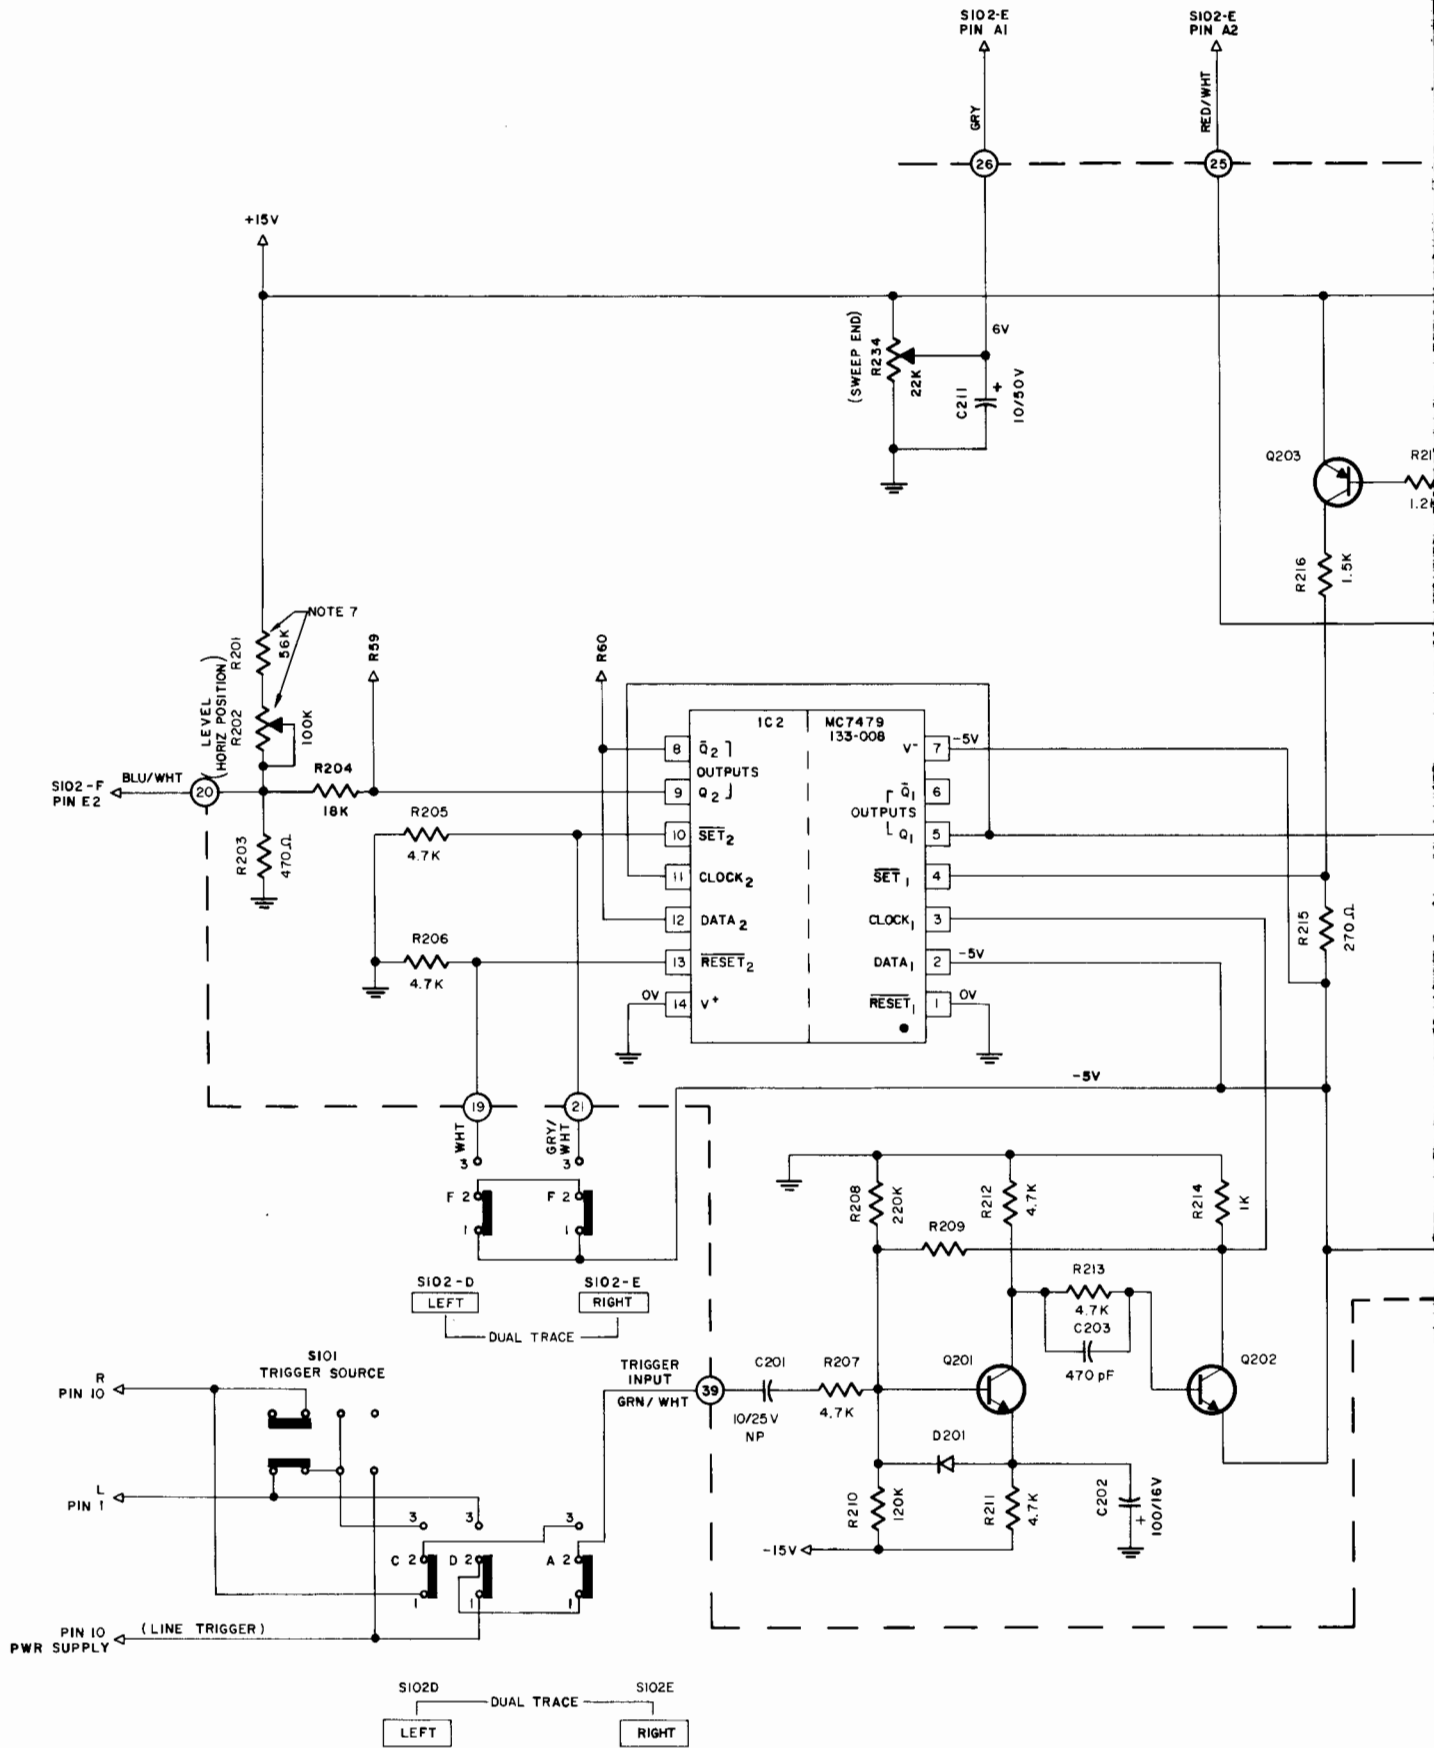 S102-E
PIN A1
S102-E
PIN A2
GRY
RED/WHT
26
25
+15V
(SWEEP END)
R234
22K
6V
C211
+
10/50V
Q203
R21
1.2K
R216
1.5K
NOTE 7
R201
56K
LEVEL
(HORIZ POSITION)
R202
100K
R59
R60
S102-F
PIN E2
BLU/WHT
20
R204
18K
R203
470Ω
R205
4.7K
R206
4.7K
IC2
MC7479
133-008
8 Q̄2
OUTPUTS
9 Q2
10 SET2
11 CLOCK2
12 DATA2
13 RESET2
0V 14 V+
V- 7 -5V
Q̄1 6
OUTPUTS
Q1 5
SET1 4
CLOCK1 3
DATA1 2 -5V
RESET1 1 0V
R215
270Ω
-5V
19
21
WHT
GRY/
WHT
3
3
F 2
F 2
1
1
S102-D
LEFT
S102-E
RIGHT
DUAL TRACE
R208
220K
R212
4.7K
R214
1K
R209
R213
4.7K
C203
470 pF
S101
TRIGGER SOURCE
R
PIN 10
L
PIN 1
TRIGGER
INPUT
GRN/WHT
39
C201
10/25V
NP
R207
4.7K
Q201
Q202
D201
R210
120K
R211
4.7K
C202
+
100/16V
-15V
3
3
3
C 2
D 2
A 2
1
1
1
PIN 10
PWR SUPPLY
(LINE TRIGGER)
S102D
DUAL TRACE
S102E
LEFT
RIGHT